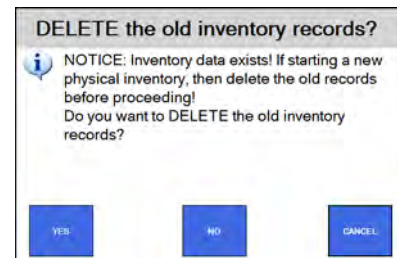 DELETE the old inventory records?
NOTICE: Inventory data exists! If starting a new
physical inventory, then delete the old records
before proceeding!
Do you want to DELETE the old inventory
records?
YES NO CANCEL